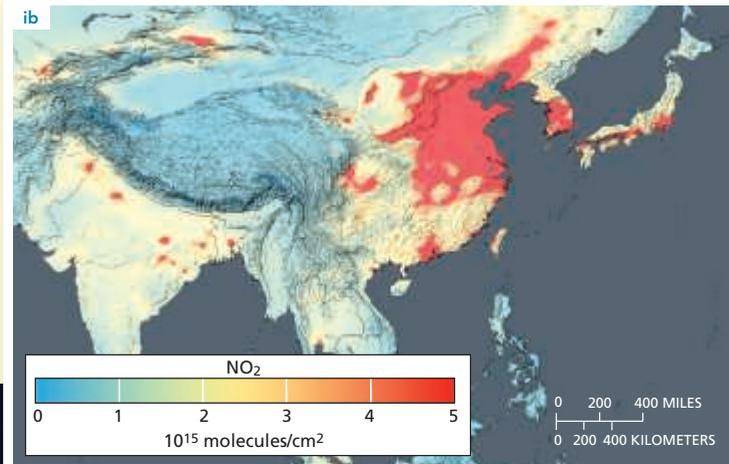 ib
NO₂
0 1 2 3 4 5
10¹⁵ molecules/cm²
0 200 400 MILES
0 200 400 KILOMETERS